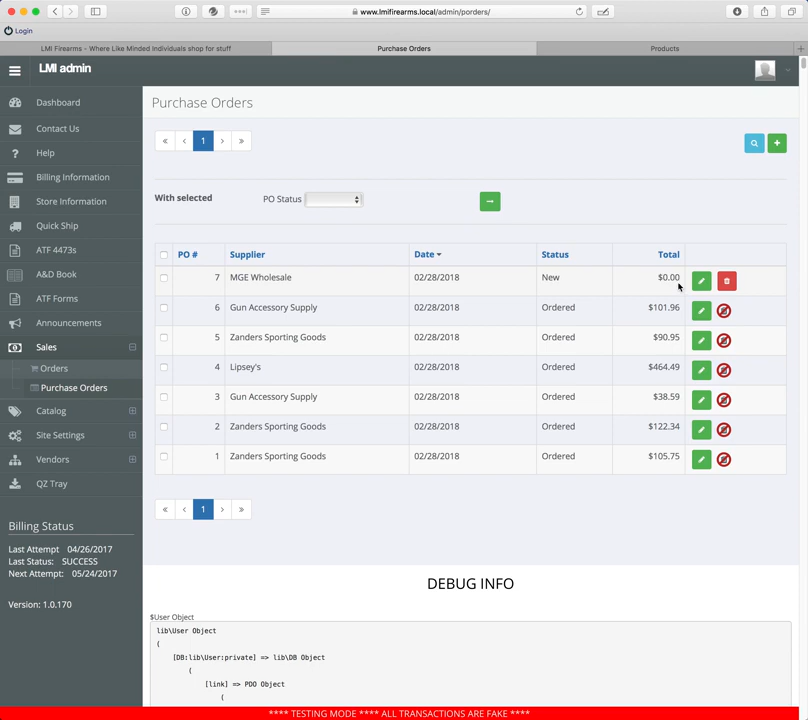 www.lmifirearms.local/admin/porders/
Login
LMI Firearms - Where Like Minded Individuals shop for stuff
Purchase Orders
Products
LMI admin
Dashboard
Contact Us
Help
Billing Information
Store Information
Quick Ship
ATF 4473s
A&D Book
ATF Forms
Announcements
Sales
Orders
Purchase Orders
Catalog
Site Settings
Vendors
QZ Tray
Billing Status
Last Attempt 04/26/2017
Last Status: SUCCESS
Next Attempt: 05/24/2017
Version: 1.0.170
Purchase Orders
« ‹ 1 › »
With selected PO Status
PO # Supplier Date Status Total
7 MGE Wholesale 02/28/2018 New $0.00
6 Gun Accessory Supply 02/28/2018 Ordered $101.96
5 Zanders Sporting Goods 02/28/2018 Ordered $90.95
4 Lipsey's 02/28/2018 Ordered $464.49
3 Gun Accessory Supply 02/28/2018 Ordered $38.59
2 Zanders Sporting Goods 02/28/2018 Ordered $122.34
1 Zanders Sporting Goods 02/28/2018 Ordered $105.75
« ‹ 1 › »
DEBUG INFO
$User Object
lib\User Object
(
[DB:lib\User:private] => lib\DB Object
(
[link] => PDO Object
(
**** TESTING MODE **** ALL TRANSACTIONS ARE FAKE ****